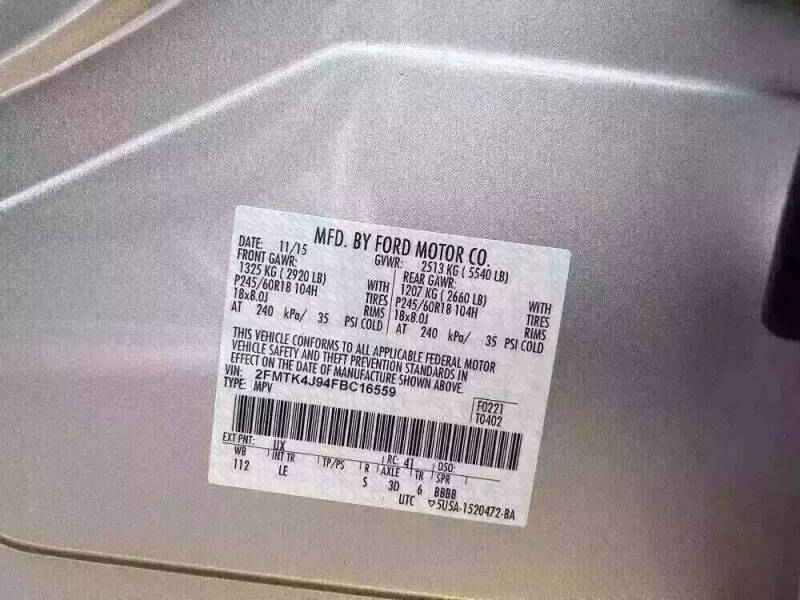 MFD. BY FORD MOTOR CO.
DATE: 11/15 GVWR: 2513 KG ( 5540 LB)
FRONT GAWR: REAR GAWR:
1325 KG ( 2920 LB) WITH 1207 KG ( 2660 LB) WITH
P245/60R18 104H TIRES P245/60R18 104H TIRES
18x8.0J RIMS 18x8.0J RIMS
AT 240 kPa/ 35 PSI COLD AT 240 kPa/ 35 PSI COLD
THIS VEHICLE CONFORMS TO ALL APPLICABLE FEDERAL MOTOR
VEHICLE SAFETY AND THEFT PREVENTION STANDARDS IN
EFFECT ON THE DATE OF MANUFACTURE SHOWN ABOVE.
VIN: 2FMTK4J94FBC16559
TYPE: MPV
F0221
T0402
EXT PNT: UX RC: 41 DSO:
WB INT TR TP/PS R AXLE TR SPR
112 LE S 3D 6 BBBB
UTC ▽5U5A-1520472-BA